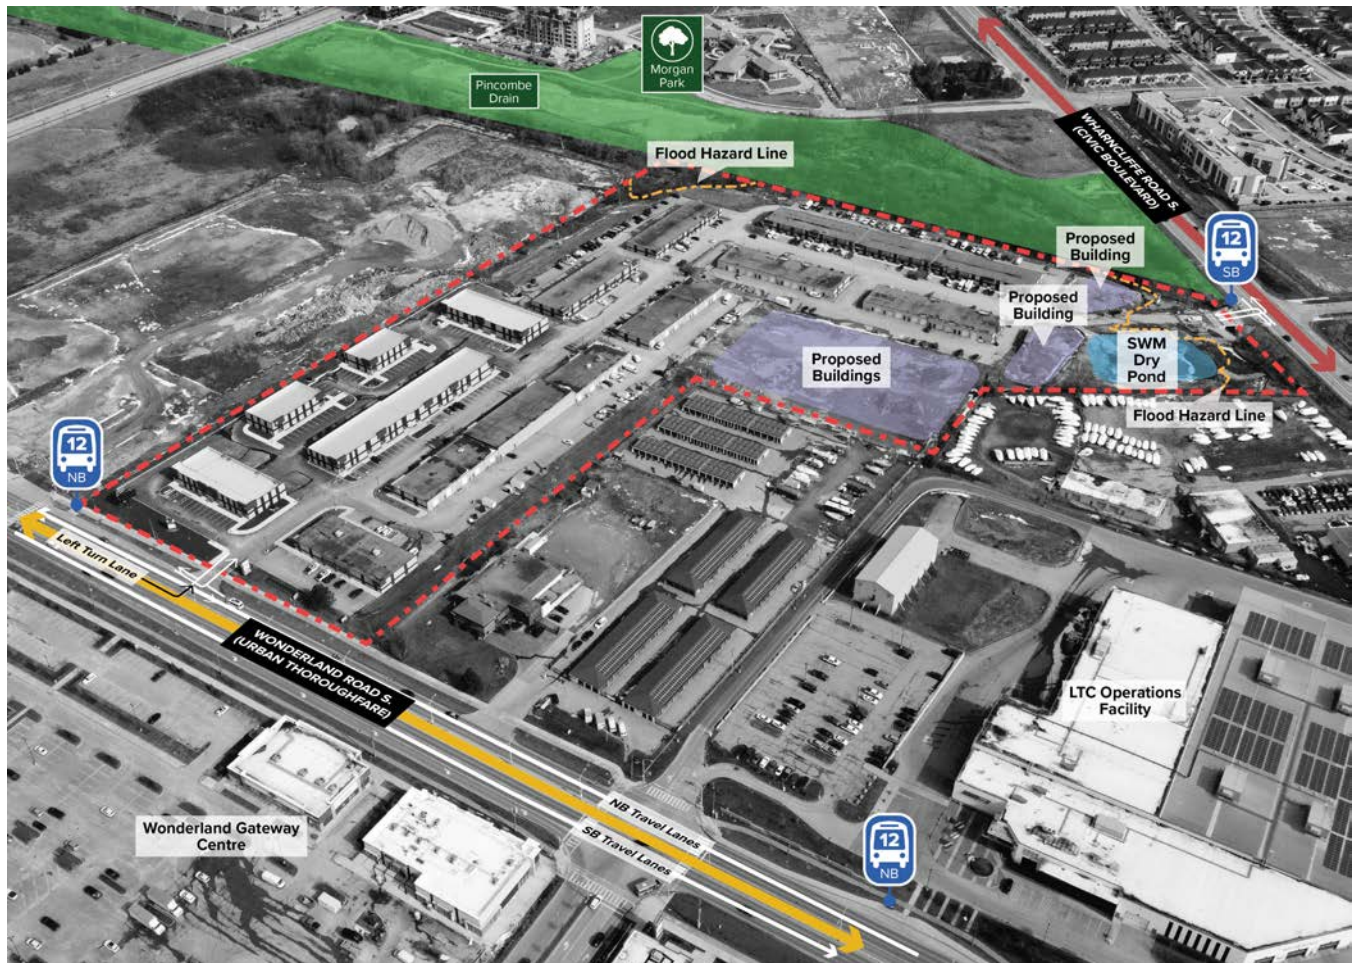 Morgan
Park
Pincombe
Drain
Flood Hazard Line
WHARNCLIFFE ROAD S.
(CIVIC BOULEVARD)
12
SB
Proposed
Building
Proposed
Building
Proposed
Buildings
SWM
Dry
Pond
Flood Hazard Line
12
NB
Left Turn Lane
WONDERLAND ROAD S.
(URBAN THOROUGHFARE)
LTC Operations
Facility
NB Travel Lanes
SB Travel Lanes
Wonderland Gateway
Centre
12
NB